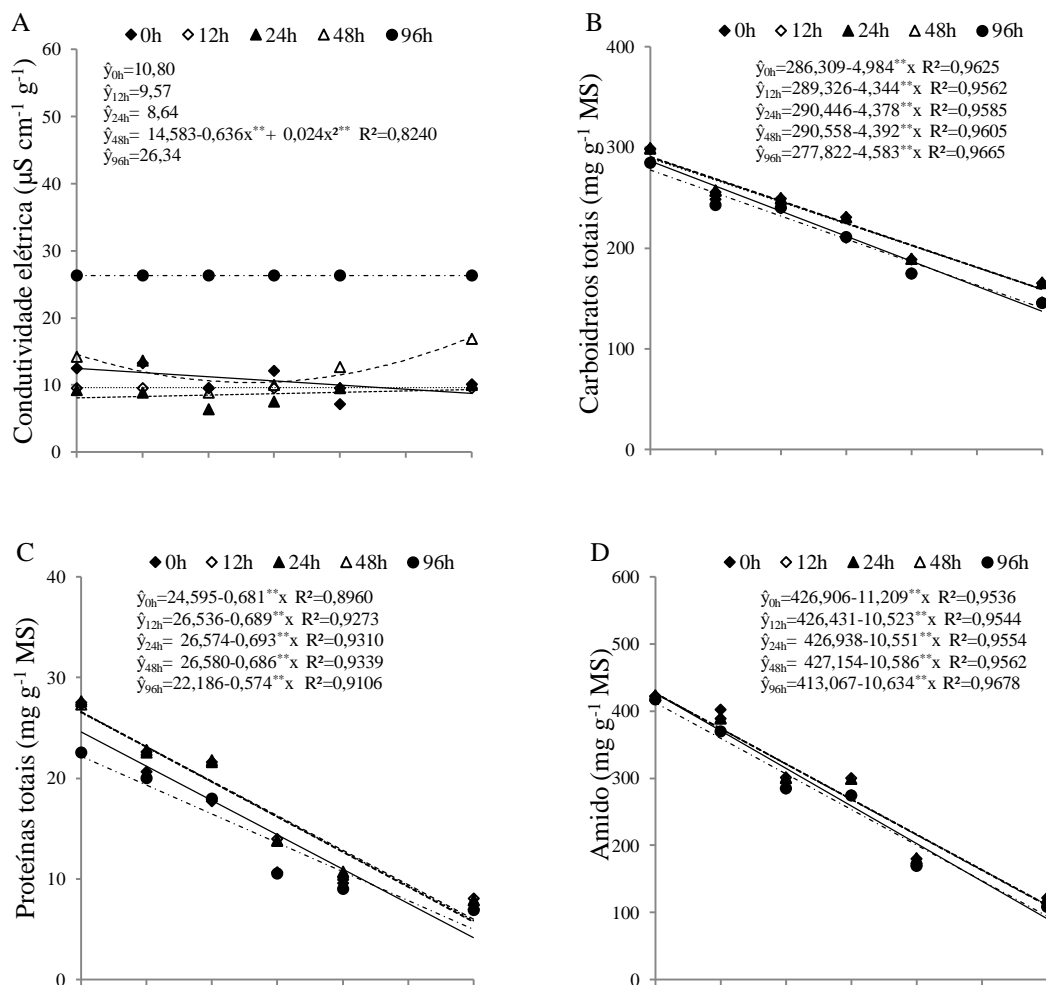 A
◆0h ◇12h ▲24h △48h ●96h
ŷ0h=10,80
ŷ12h=9,57
ŷ24h= 8,64
ŷ48h= 14,583-0,636x**+ 0,024x²** R²=0,8240
ŷ96h=26,34
Condutividade elétrica (µS cm-1 g-1)
60
50
40
30
20
10
0
B
◆0h ◇12h ▲24h △48h ●96h
ŷ0h=286,309-4,984**x R²=0,9625
ŷ12h=289,326-4,344**x R²=0,9562
ŷ24h=290,446-4,378**x R²=0,9585
ŷ48h=290,558-4,392**x R²=0,9605
ŷ96h=277,822-4,583**x R²=0,9665
Carboidratos totais (mg g-1 MS)
400
300
200
100
0
C
◆0h ◇12h ▲24h △48h ●96h
ŷ0h=24,595-0,681**x R²=0,8960
ŷ12h=26,536-0,689**x R²=0,9273
ŷ24h= 26,574-0,693**x R²=0,9310
ŷ48h= 26,580-0,686**x R²=0,9339
ŷ96h=22,186-0,574**x R²=0,9106
Proteínas totais (mg g-1 MS)
40
30
20
10
0
D
◆0h ◇12h ▲24h △48h ●96h
ŷ0h=426,906-11,209**x R²=0,9536
ŷ12h=426,431-10,523**x R²=0,9544
ŷ24h= 426,938-10,551**x R²=0,9554
ŷ48h= 427,154-10,586**x R²=0,9562
ŷ96h=413,067-10,634**x R²=0,9678
Amido (mg g-1 MS)
600
500
400
300
200
100
0